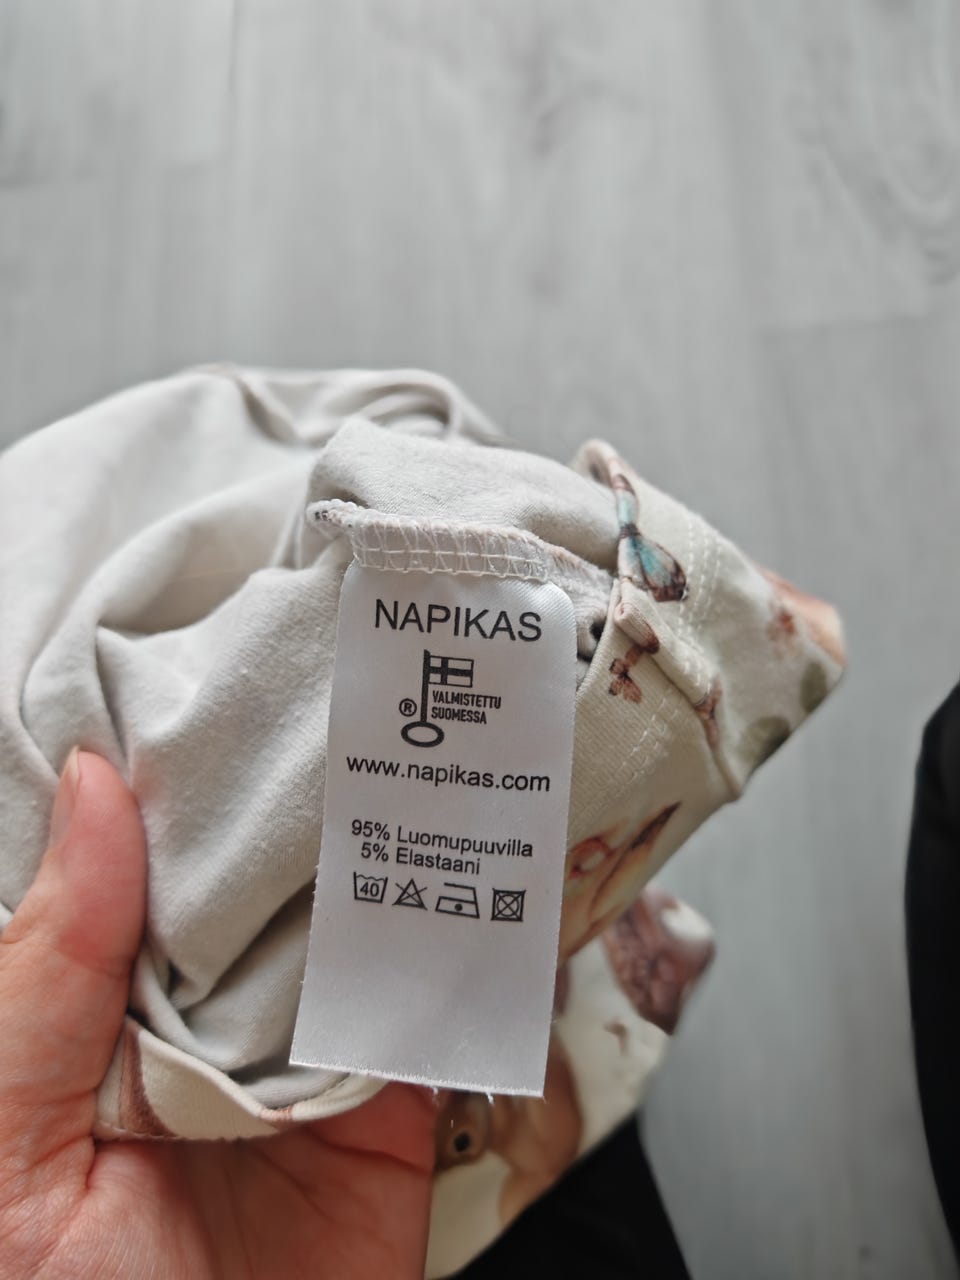 NAPIKAS
® VALMISTETTU
SUOMESSA
www.napikas.com
95% Luomupuuvilla
5% Elastaani
40